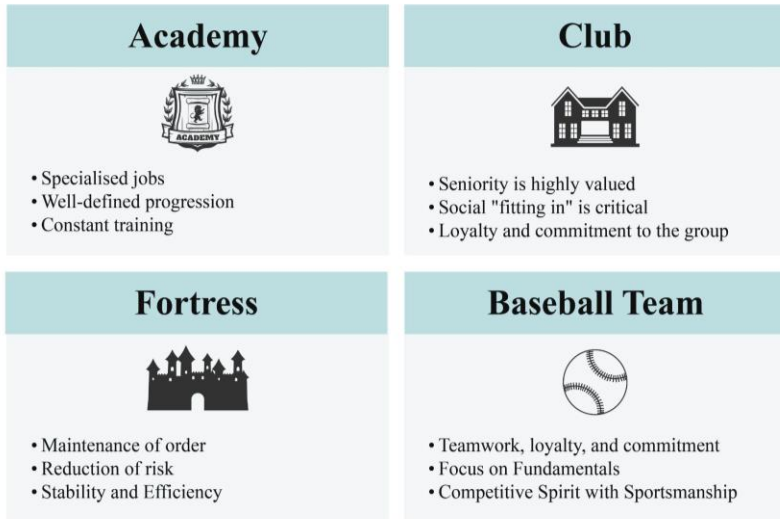 Academy
ACADEMY
• Specialised jobs
• Well-defined progression
• Constant training
Club
• Seniority is highly valued
• Social "fitting in" is critical
• Loyalty and commitment to the group
Fortress
• Maintenance of order
• Reduction of risk
• Stability and Efficiency
Baseball Team
• Teamwork, loyalty, and commitment
• Focus on Fundamentals
• Competitive Spirit with Sportsmanship